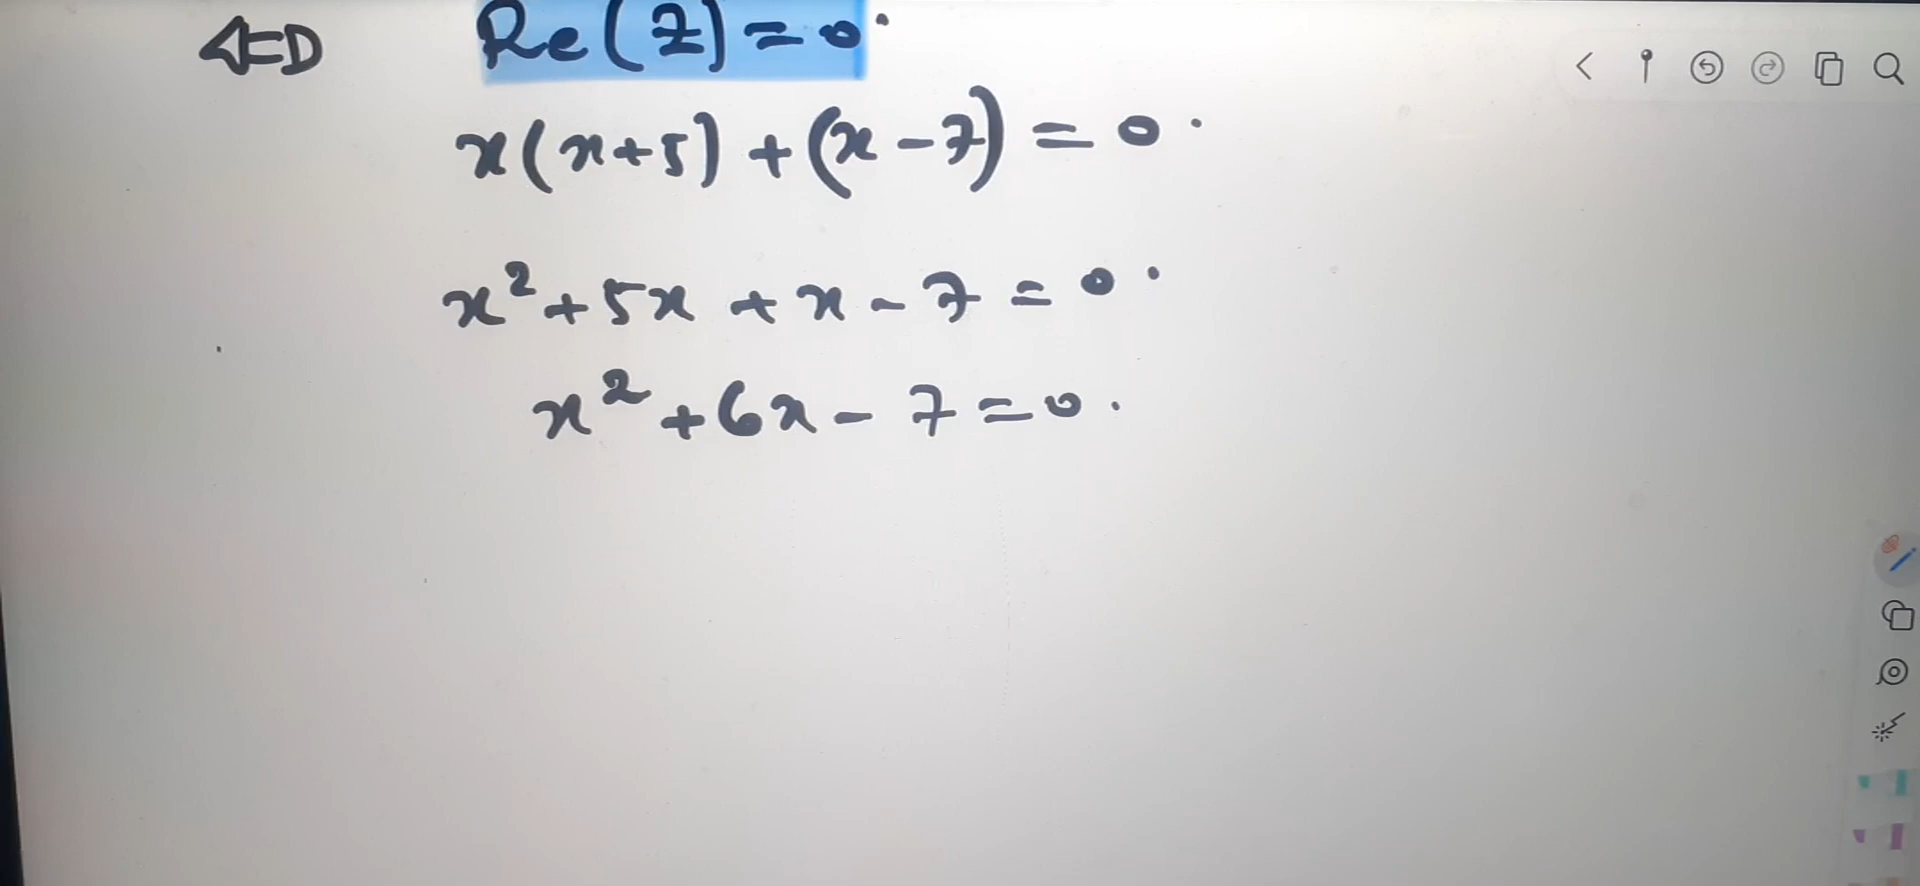 ⇔ Re(z)=0.
x(x+5)+(x-7)=0.
x²+5x+x-7=0.
x²+6x-7=0.